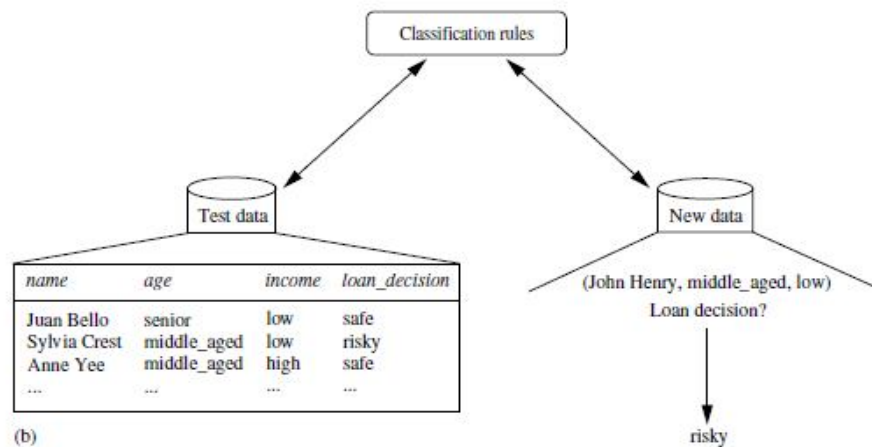 Classification rules
Test data
New data
name age income loan_decision
Juan Bello senior low safe
Sylvia Crest middle_aged low risky
Anne Yee middle_aged high safe
... ... ... ...
(John Henry, middle_aged, low)
Loan decision?
risky
(b)